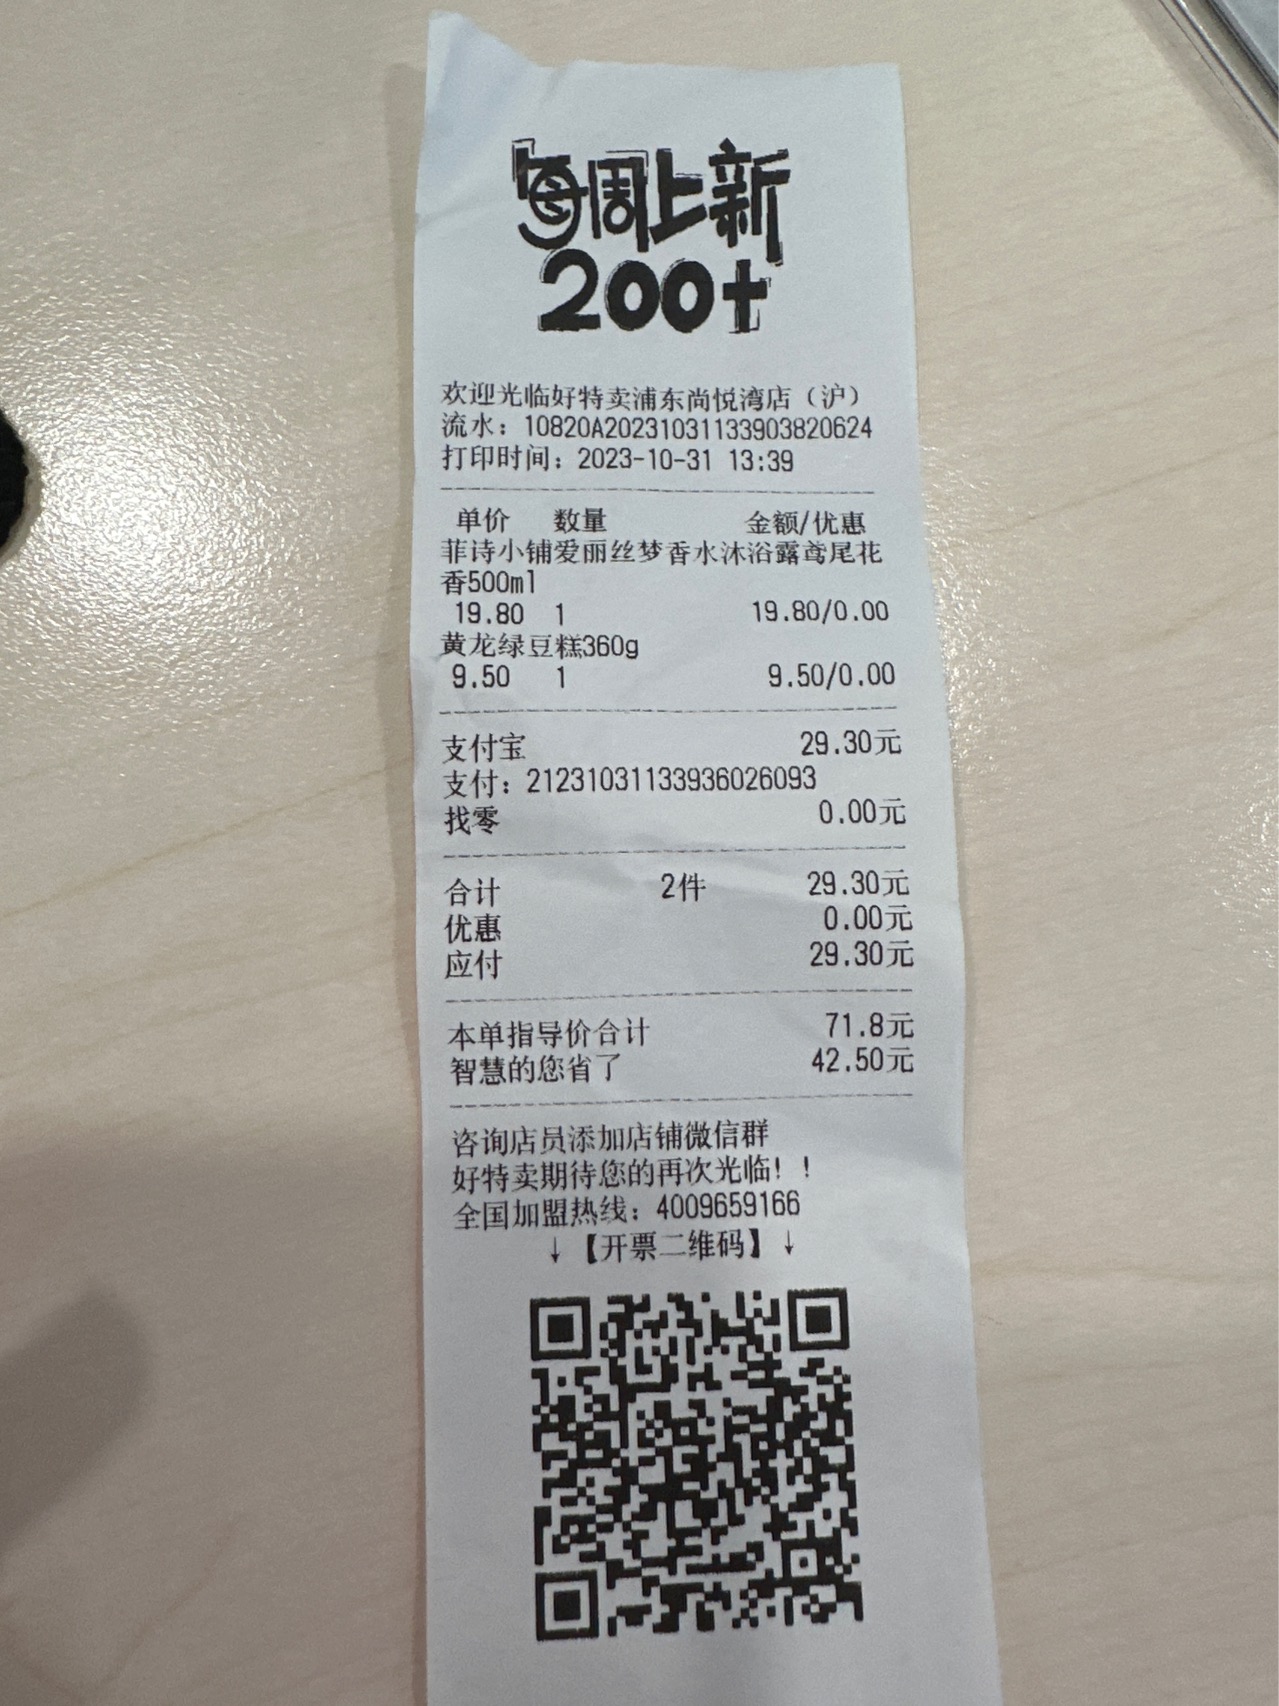 每周上新
200+
欢迎光临好特卖浦东尚悦湾店（沪）
流水：10820A20231031133903820624
打印时间：2023-10-31 13:39
单价 数量 金额/优惠
菲诗小铺爱丽丝梦香水沐浴露鸢尾花
香500ml
19.80 1 19.80/0.00
黄龙绿豆糕360g
9.50 1 9.50/0.00
支付宝 29.30元
支付：21231031133936026093
找零 0.00元
合计 2件 29.30元
优惠 0.00元
应付 29.30元
本单指导价合计 71.8元
智慧的您省了 42.50元
咨询店员添加店铺微信群
好特卖期待您的再次光临！！
全国加盟热线：4009659166
↓【开票二维码】↓